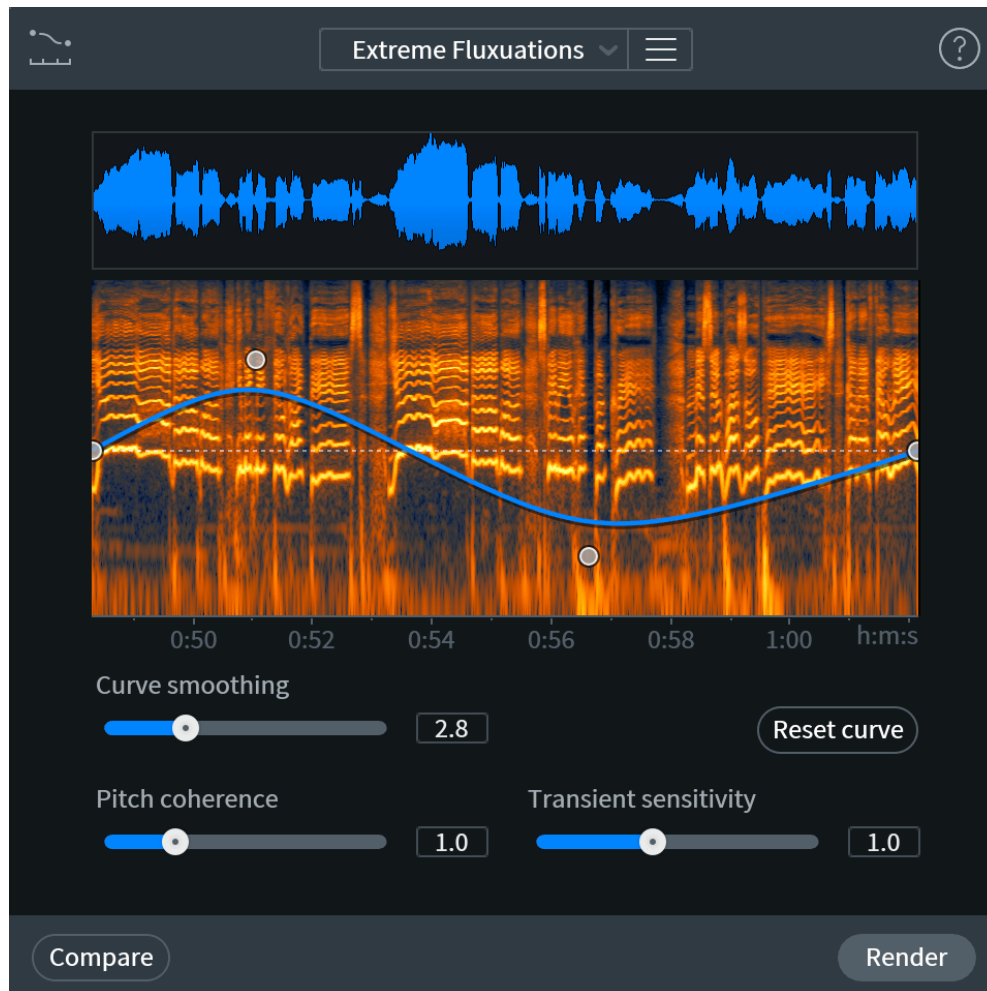 Extreme Fluxuations
?
0:50 0:52 0:54 0:56 0:58 1:00 h:m:s
Curve smoothing
2.8 Reset curve
Pitch coherence Transient sensitivity
1.0 1.0
Compare Render